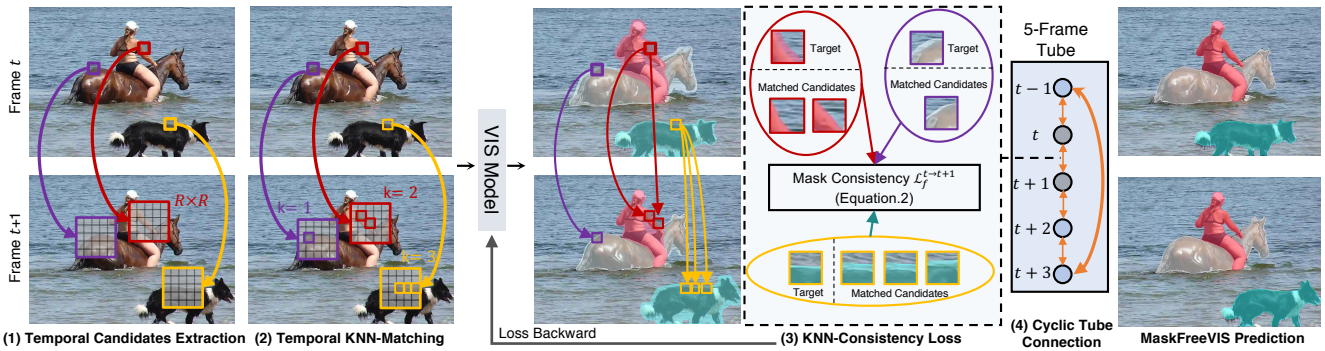 Frame t
Frame t+1
R×R
(1) Temporal Candidates Extraction
k= 1
k= 2
k= 3
(2) Temporal KNN-Matching
VIS Model
Loss Backward
Target
Matched Candidates
Target
Matched Candidates
Mask Consistency ℒ_f^{t→t+1}
(Equation.2)
Target
Matched Candidates
(3) KNN-Consistency Loss
5-Frame
Tube
t − 1
t
t + 1
t + 2
t + 3
(4) Cyclic Tube
Connection
MaskFreeVIS Prediction